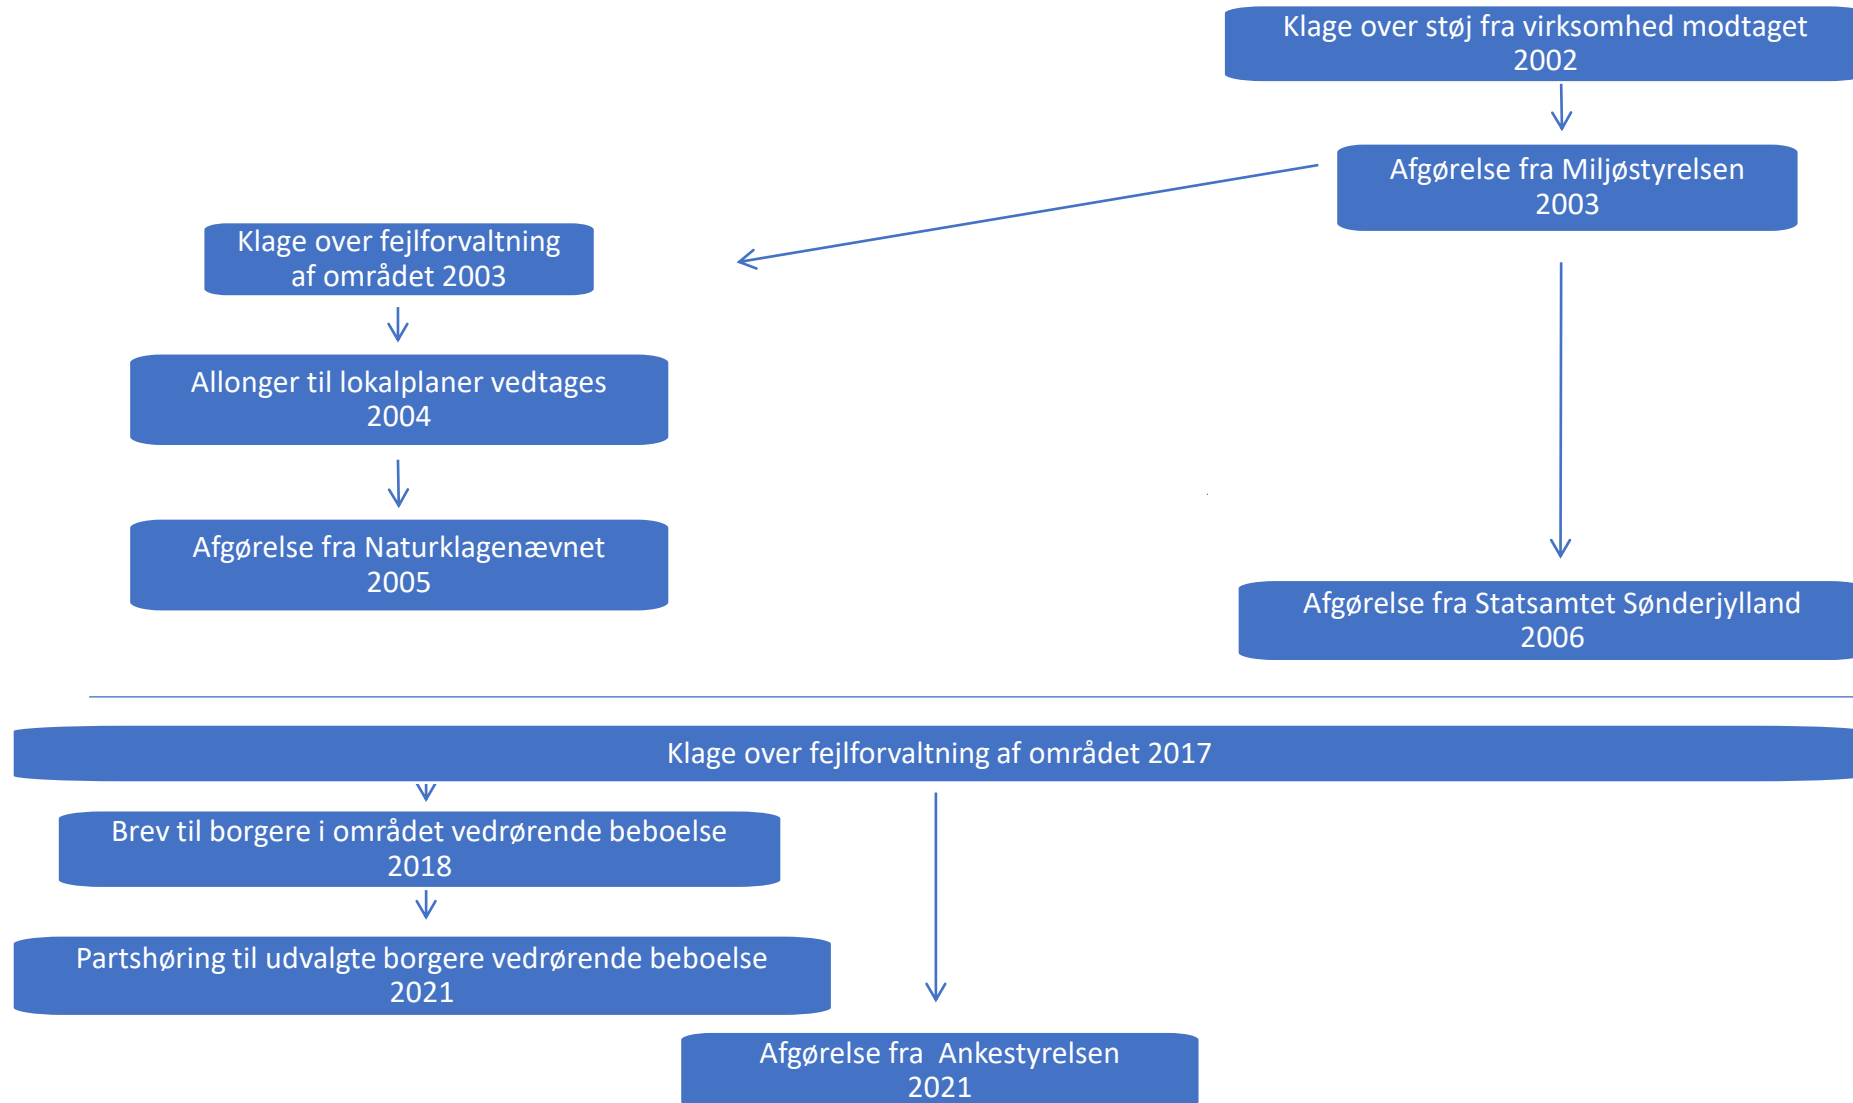 Klage over støj fra virksomhed modtaget
2002
Afgørelse fra Miljøstyrelsen
2003
Klage over fejlforvaltning
af området 2003
Allonger til lokalplaner vedtages
2004
Afgørelse fra Naturklagenævnet
2005
Afgørelse fra Statsamtet Sønderjylland
2006
Klage over fejlforvaltning af området 2017
Brev til borgere i området vedrørende beboelse
2018
Partshøring til udvalgte borgere vedrørende beboelse
2021
Afgørelse fra  Ankestyrelsen
2021